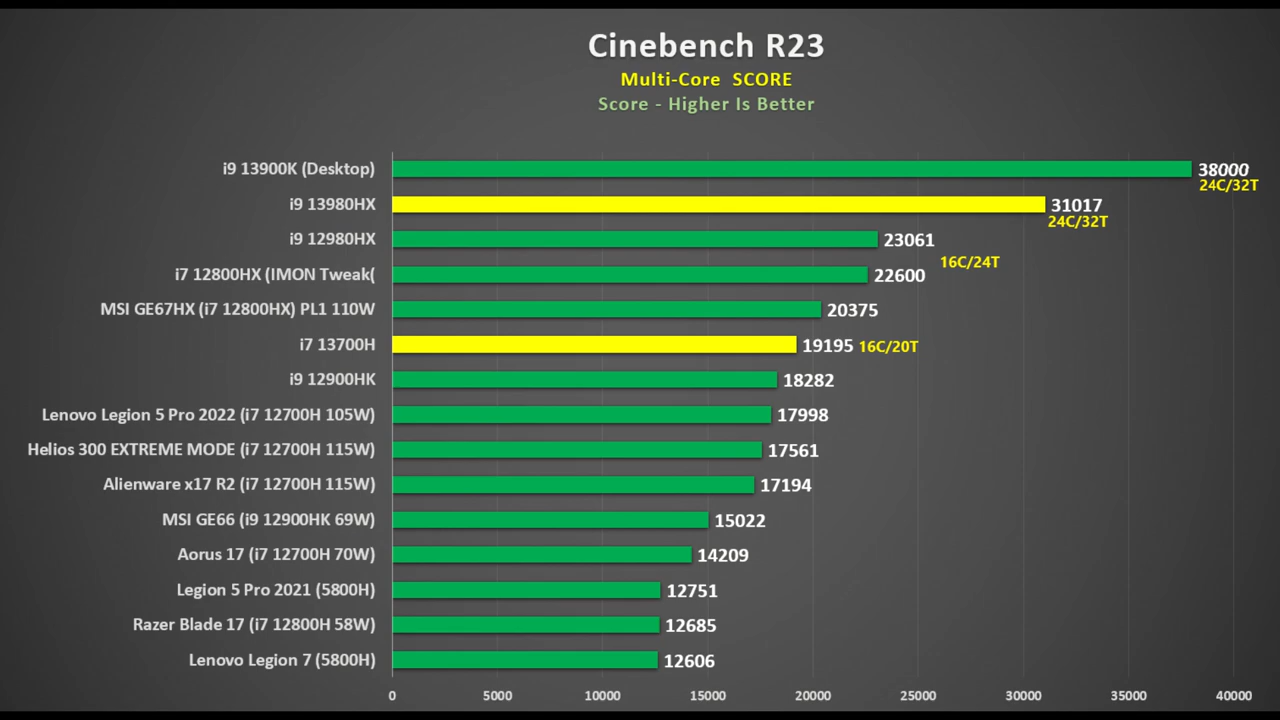 Cinebench R23
Multi-Core SCORE
Score - Higher Is Better
i9 13900K (Desktop) 38000
24C/32T
i9 13980HX 31017
24C/32T
i9 12980HX 23061
16C/24T
i7 12800HX (IMON Tweak( 22600
MSI GE67HX (i7 12800HX) PL1 110W 20375
i7 13700H 19195 16C/20T
i9 12900HK 18282
Lenovo Legion 5 Pro 2022 (i7 12700H 105W) 17998
Helios 300 EXTREME MODE (i7 12700H 115W) 17561
Alienware x17 R2 (i7 12700H 115W) 17194
MSI GE66 (i9 12900HK 69W) 15022
Aorus 17 (i7 12700H 70W) 14209
Legion 5 Pro 2021 (5800H) 12751
Razer Blade 17 (i7 12800H 58W) 12685
Lenovo Legion 7 (5800H) 12606
0 5000 10000 15000 20000 25000 30000 35000 40000